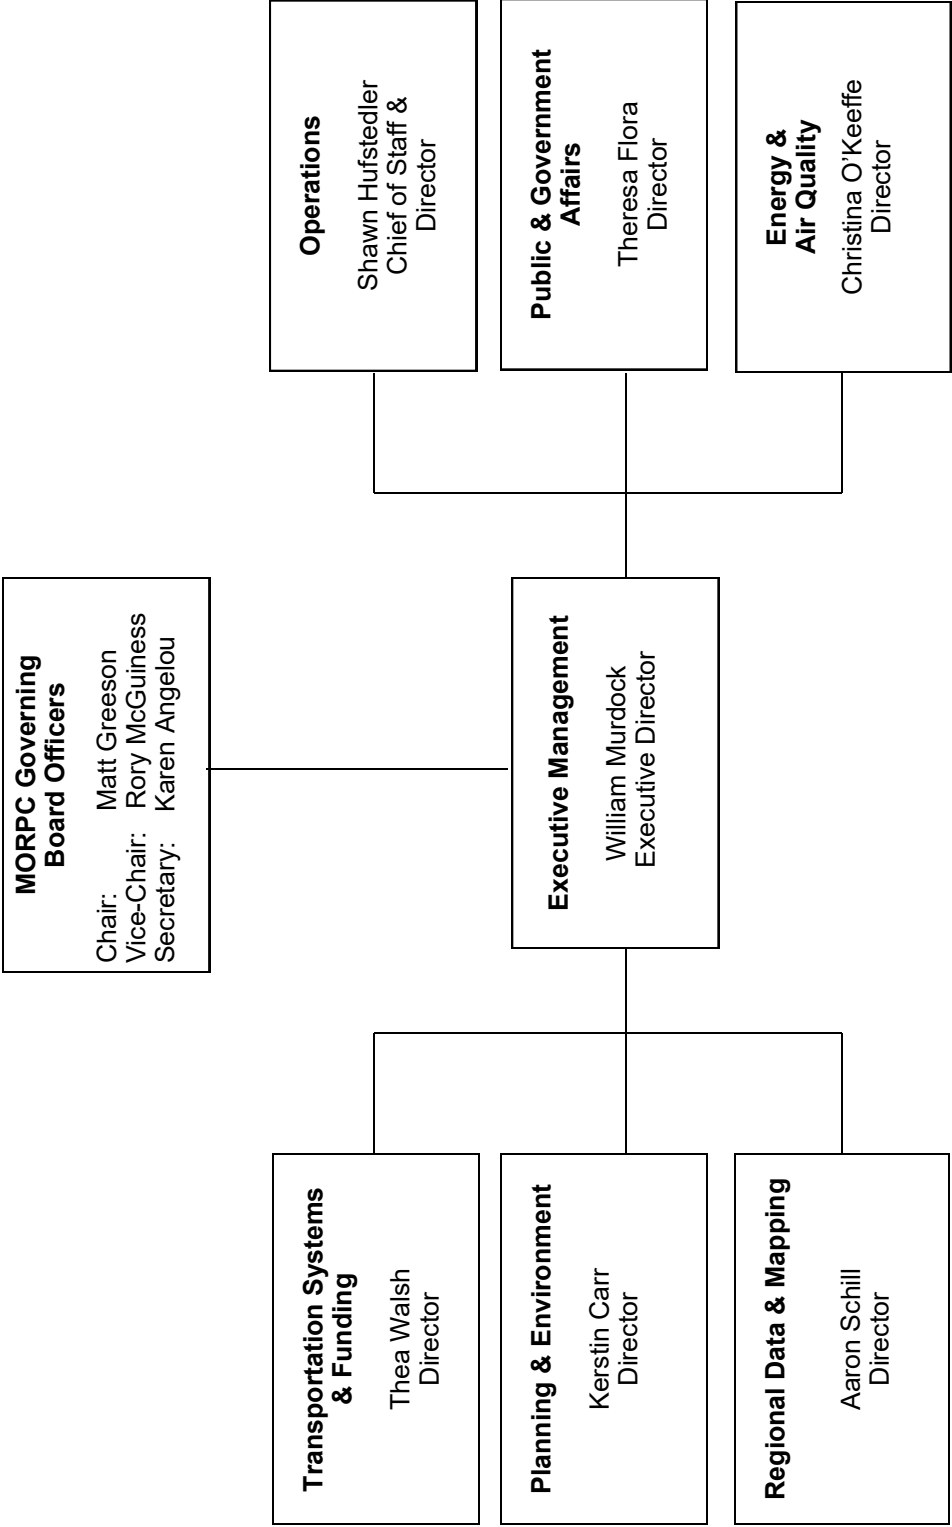 MORPC Governing
Board Officers
Chair: Matt Greeson
Vice-Chair: Rory McGuiness
Secretary: Karen Angelou
Transportation Systems
& Funding
Thea Walsh
Director
Operations
Shawn Hufstedler
Chief of Staff &
Director
Planning & Environment
Kerstin Carr
Director
Executive Management
William Murdock
Executive Director
Public & Government
Affairs
Theresa Flora
Director
Regional Data & Mapping
Aaron Schill
Director
Energy &
Air Quality
Christina O’Keeffe
Director